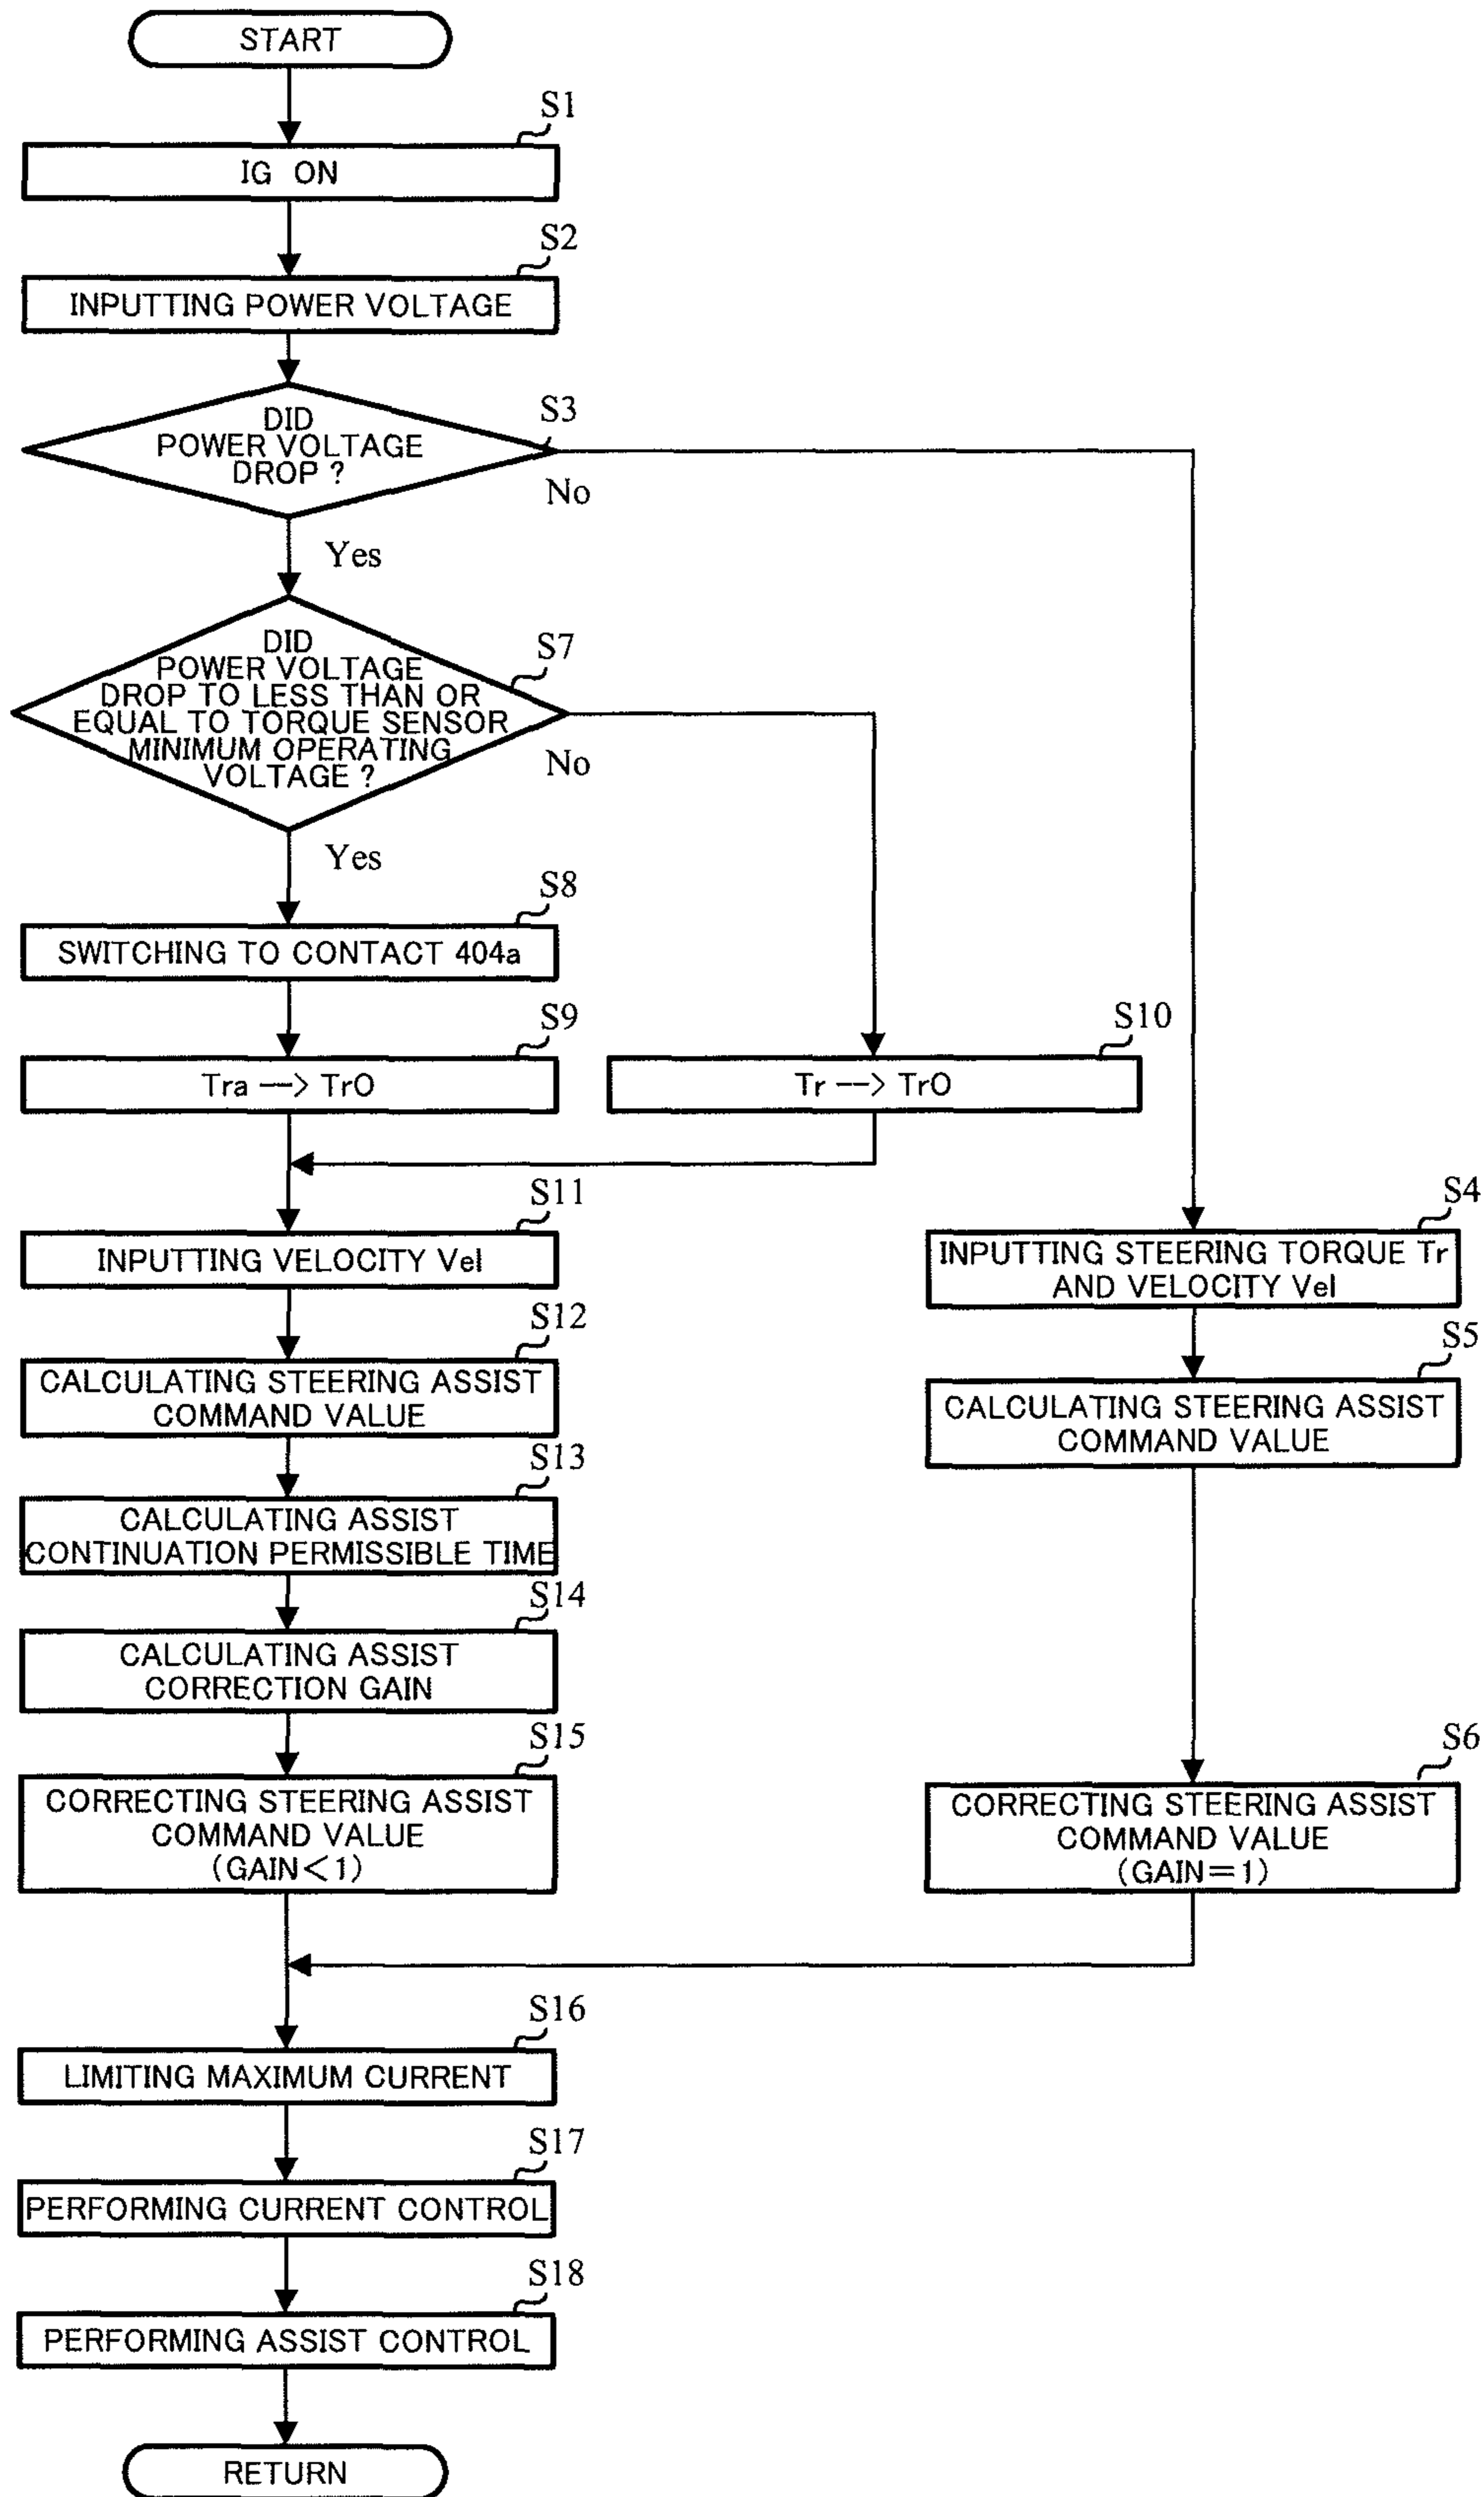 START
S1
IG ON
S2
INPUTTING POWER VOLTAGE
S3
DID
POWER VOLTAGE
DROP ?
No
Yes
S7
DID
POWER VOLTAGE
DROP TO LESS THAN OR
EQUAL TO TORQUE SENSOR
MINIMUM OPERATING
VOLTAGE ?
No
Yes
S8
SWITCHING TO CONTACT 404a
S9
Tra --> TrO
S10
Tr --> TrO
S11
INPUTTING VELOCITY Vel
S4
INPUTTING STEERING TORQUE Tr
AND VELOCITY Vel
S12
CALCULATING STEERING ASSIST
COMMAND VALUE
S5
CALCULATING STEERING ASSIST
COMMAND VALUE
S13
CALCULATING ASSIST
CONTINUATION PERMISSIBLE TIME
S14
CALCULATING ASSIST
CORRECTION GAIN
S15
CORRECTING STEERING ASSIST
COMMAND VALUE
(GAIN<1)
S6
CORRECTING STEERING ASSIST
COMMAND VALUE
(GAIN=1)
S16
LIMITING MAXIMUM CURRENT
S17
PERFORMING CURRENT CONTROL
S18
PERFORMING ASSIST CONTROL
RETURN